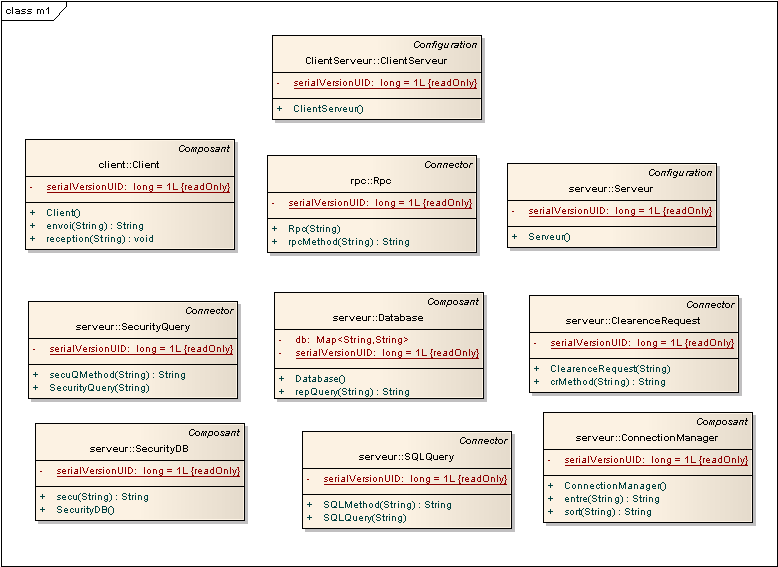 class m1
Configuration
ClientServeur::ClientServeur
- serialVersionUID: long = 1L {readOnly}
+ ClientServeur()
Composant
client::Client
- serialVersionUID: long = 1L {readOnly}
+ Client()
+ envoi(String) : String
+ reception(String) : void
Connector
rpc::Rpc
- serialVersionUID: long = 1L {readOnly}
+ Rpc(String)
+ rpcMethod(String) : String
Configuration
serveur::Serveur
- serialVersionUID: long = 1L {readOnly}
+ Serveur()
Connector
serveur::SecurityQuery
- serialVersionUID: long = 1L {readOnly}
+ secuQMethod(String) : String
+ SecurityQuery(String)
Composant
serveur::Database
- db: Map<String,String>
- serialVersionUID: long = 1L {readOnly}
+ Database()
+ repQuery(String) : String
Connector
serveur::ClearenceRequest
- serialVersionUID: long = 1L {readOnly}
+ ClearenceRequest(String)
+ crMethod(String) : String
Composant
serveur::SecurityDB
- serialVersionUID: long = 1L {readOnly}
+ secu(String) : String
+ SecurityDB()
Connector
serveur::SQLQuery
- serialVersionUID: long = 1L {readOnly}
+ SQLMethod(String) : String
+ SQLQuery(String)
Composant
serveur::ConnectionManager
- serialVersionUID: long = 1L {readOnly}
+ ConnectionManager()
+ entre(String) : String
+ sort(String) : String